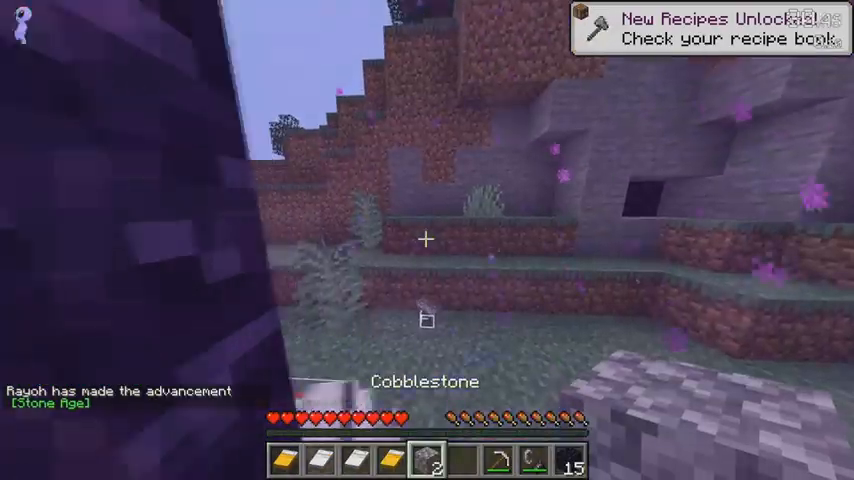 New Recipes Unlocked!
Check your recipe book
Cobblestone
Rayoh has made the advancement
[Stone Age]
2
15